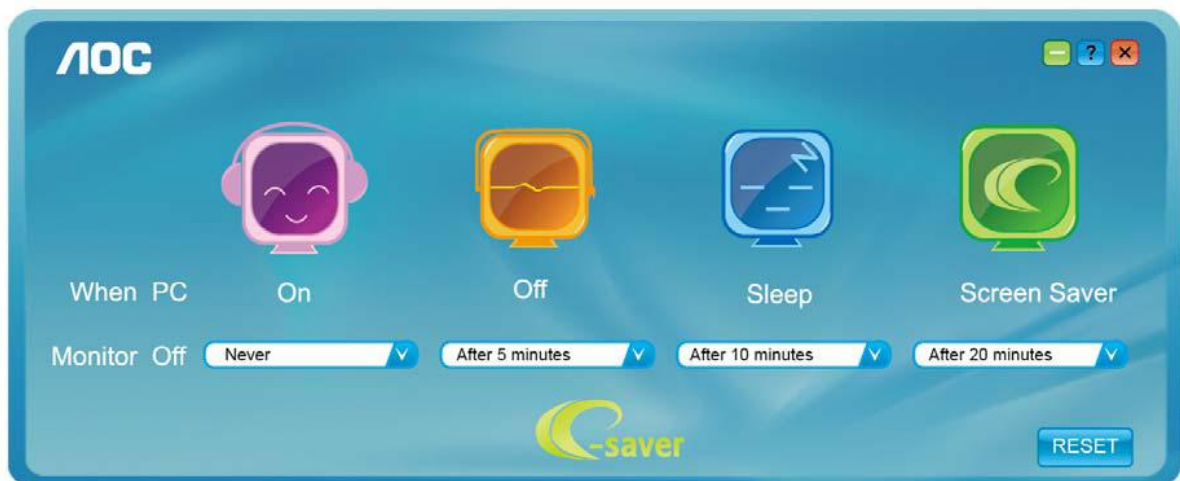 AOC
?
When PC On Off Sleep Screen Saver
Monitor Off Never After 5 minutes After 10 minutes After 20 minutes
e-saver
RESET